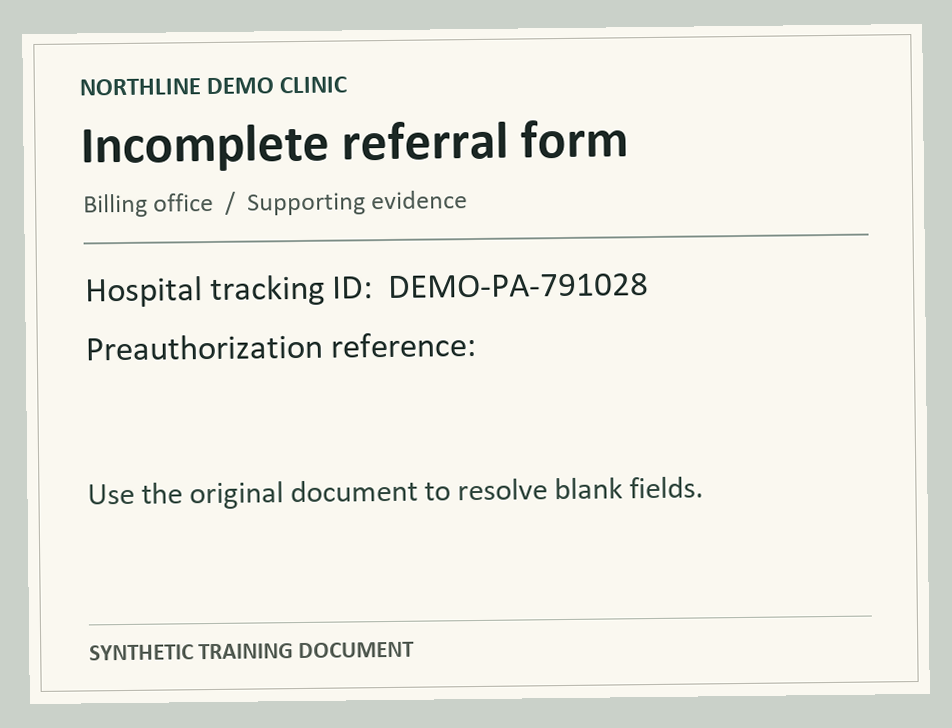 NORTHLINE DEMO CLINIC
Incomplete referral form
Billing office / Supporting evidence
Hospital tracking ID: DEMO-PA-791028
Preauthorization reference:
Use the original document to resolve blank fields.
SYNTHETIC TRAINING DOCUMENT